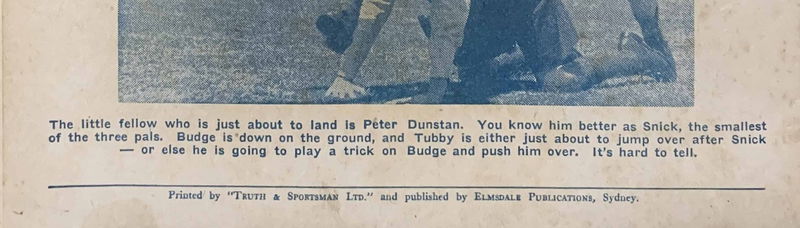 The little fellow who is just about to land is Peter Dunstan. You know him better as Snick, the smallest
of the three pals. Budge is down on the ground, and Tubby is either just about to jump over after Snick
— or else he is going to play a trick on Budge and push him over. It's hard to tell.
Printed by "TRUTH & SPORTSMAN LTD." and published by ELMSDALE PUBLICATIONS, Sydney.